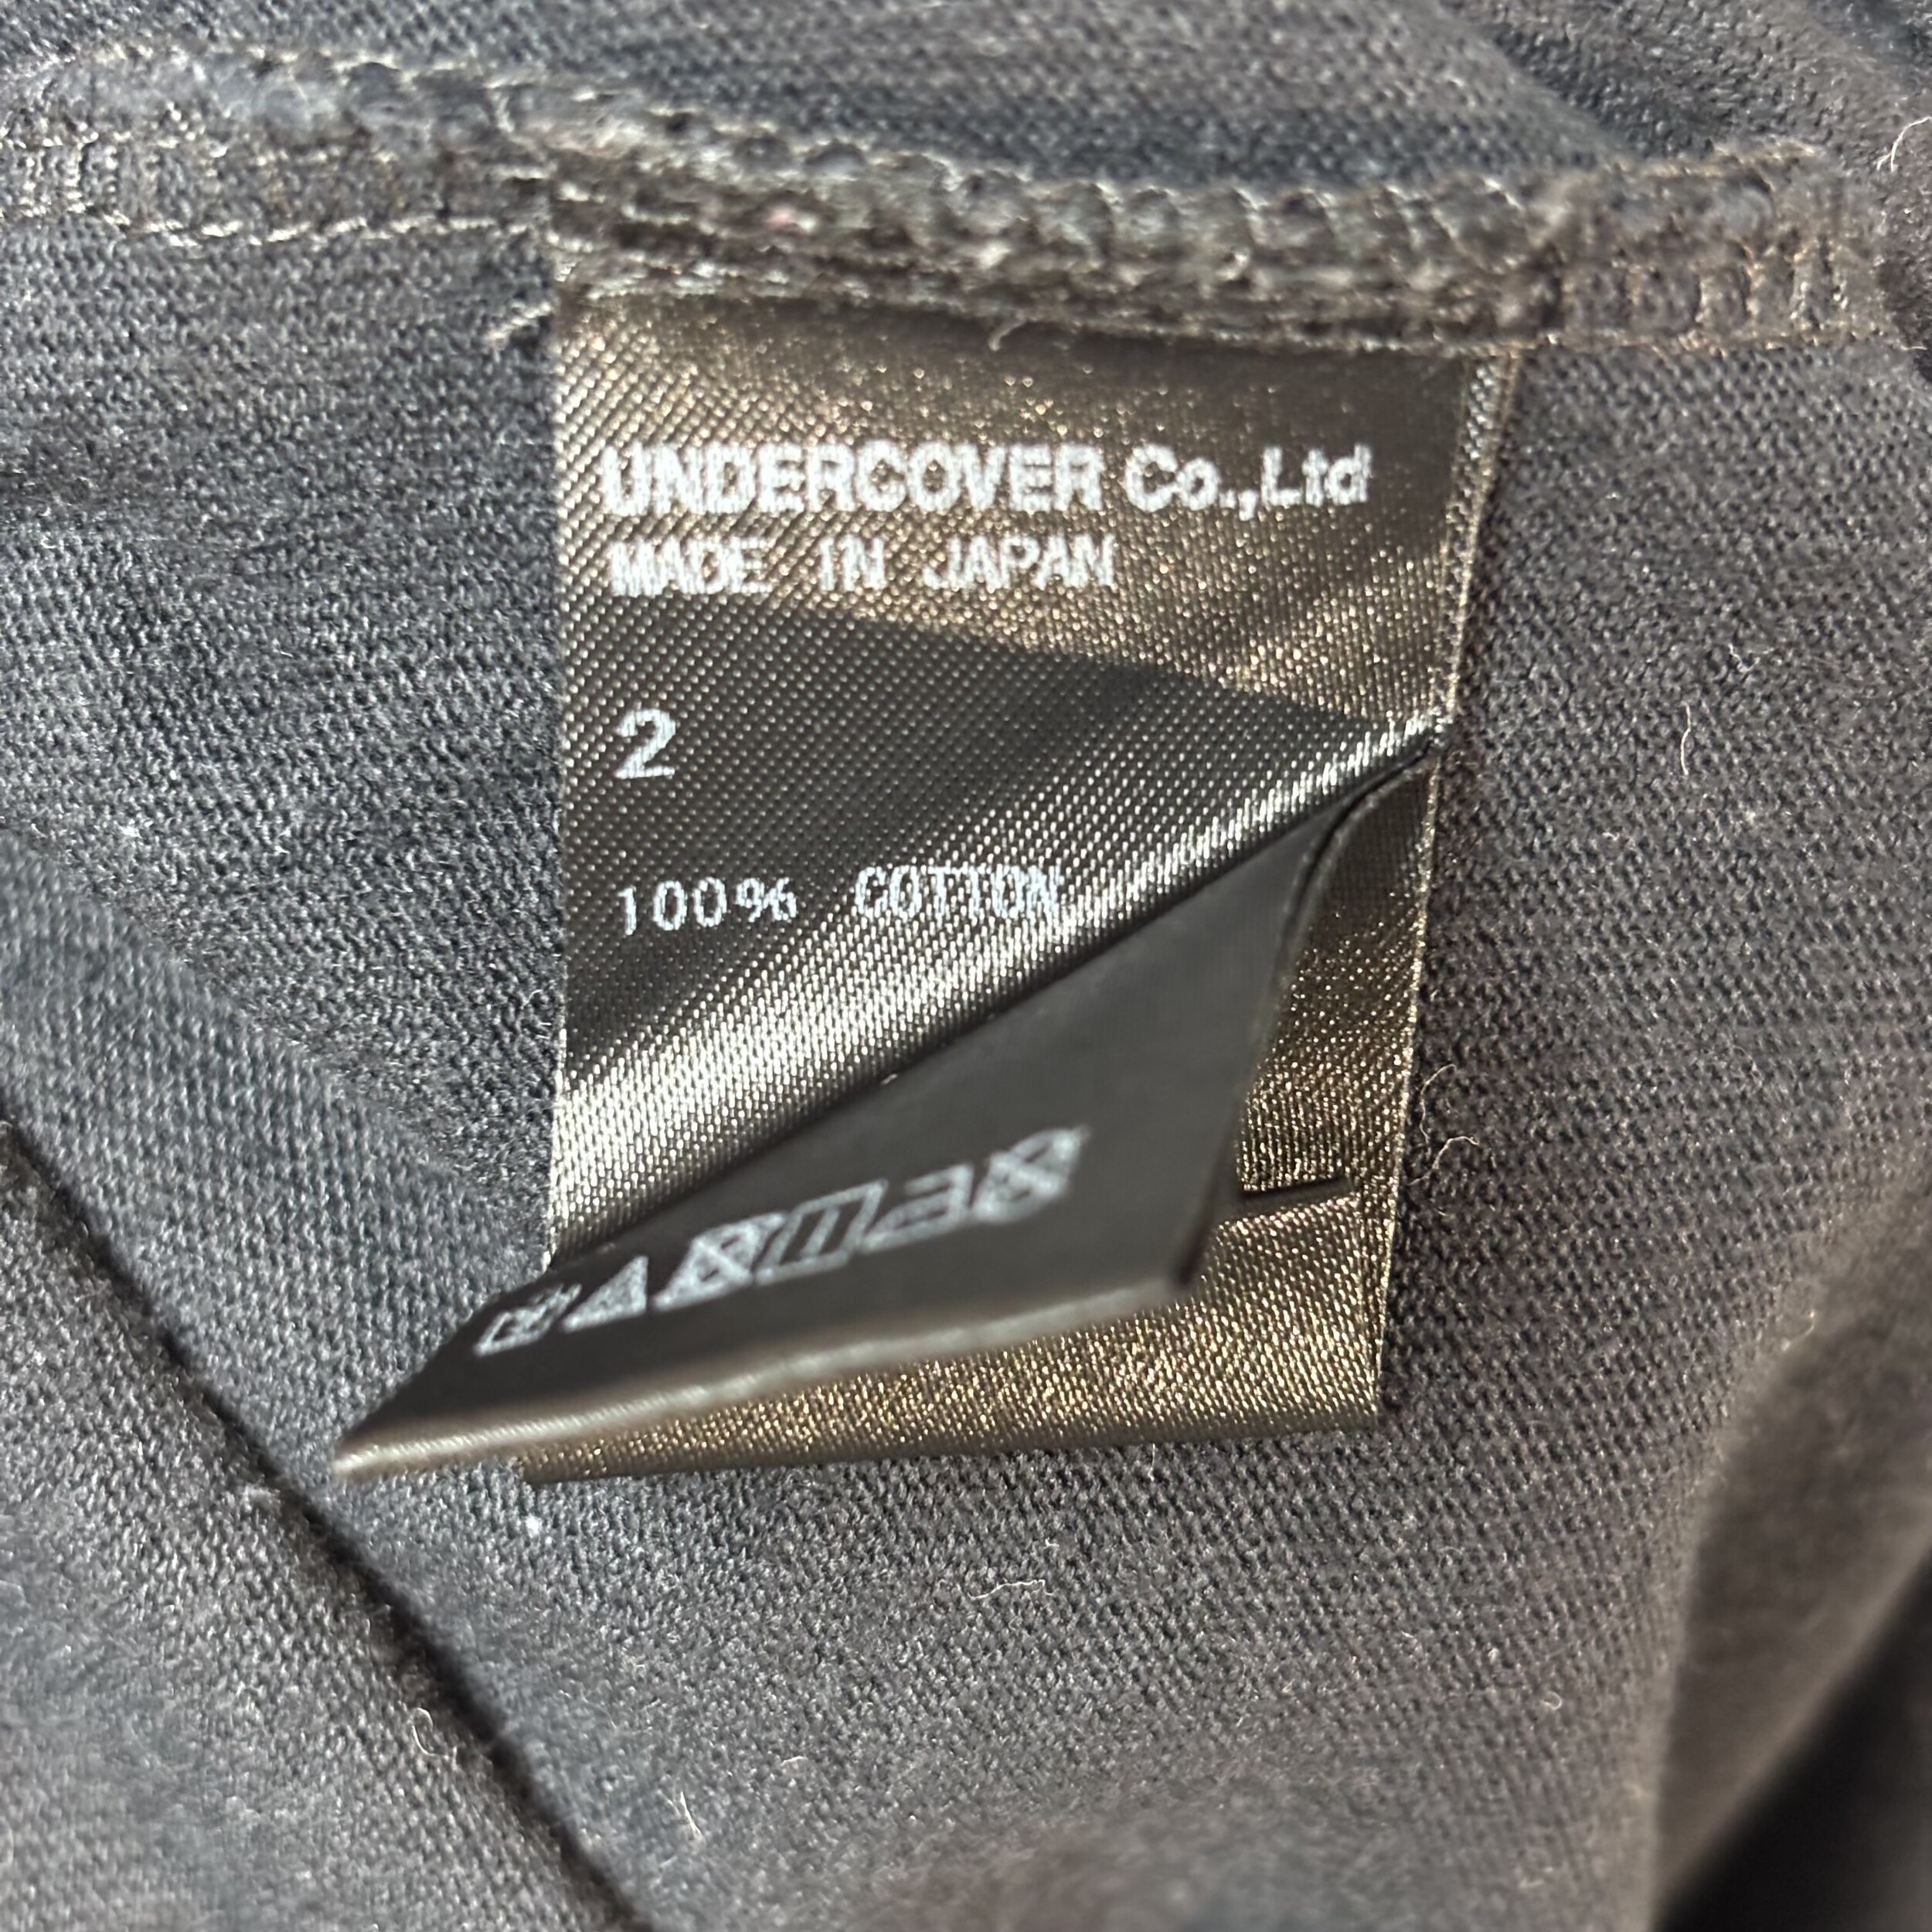 UNDERCOVER Co.,Ltd
MADE IN JAPAN
2
100% COTTON